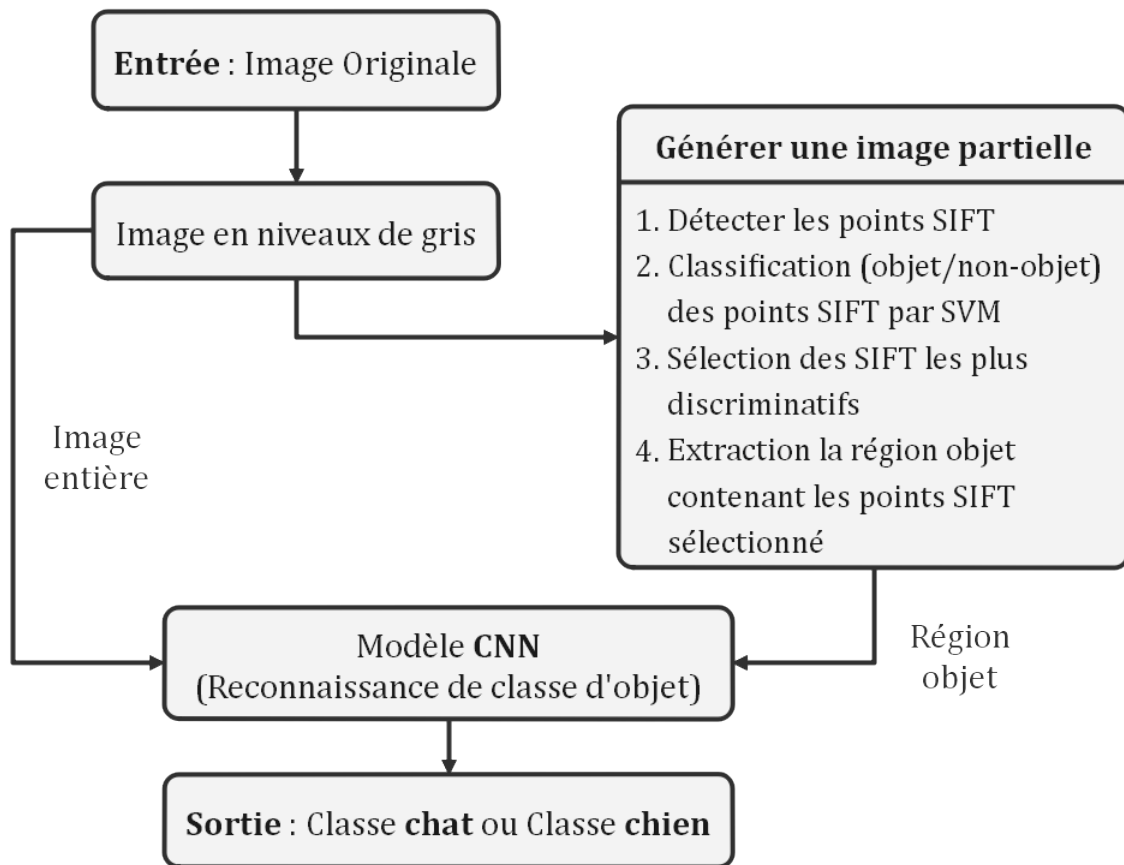 Entrée : Image Originale
Image en niveaux de gris
Générer une image partielle
1. Détecter les points SIFT
2. Classification (objet/non-objet)
des points SIFT par SVM
3. Sélection des SIFT les plus
discriminatifs
4. Extraction la région objet
contenant les points SIFT
sélectionné
Image
entière
Région
objet
Modèle CNN
(Reconnaissance de classe d'objet)
Sortie : Classe chat ou Classe chien